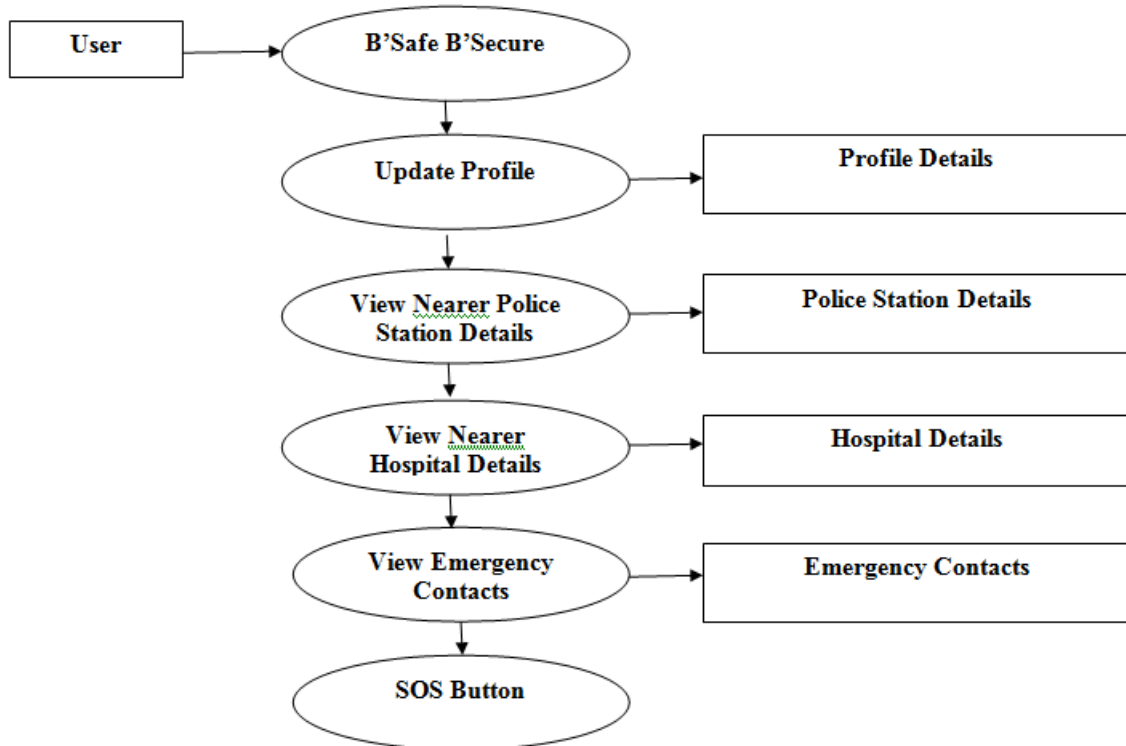 User
B’Safe B’Secure
Update Profile
Profile Details
View Nearer Police
Station Details
Police Station Details
View Nearer
Hospital Details
Hospital Details
View Emergency
Contacts
Emergency Contacts
SOS Button